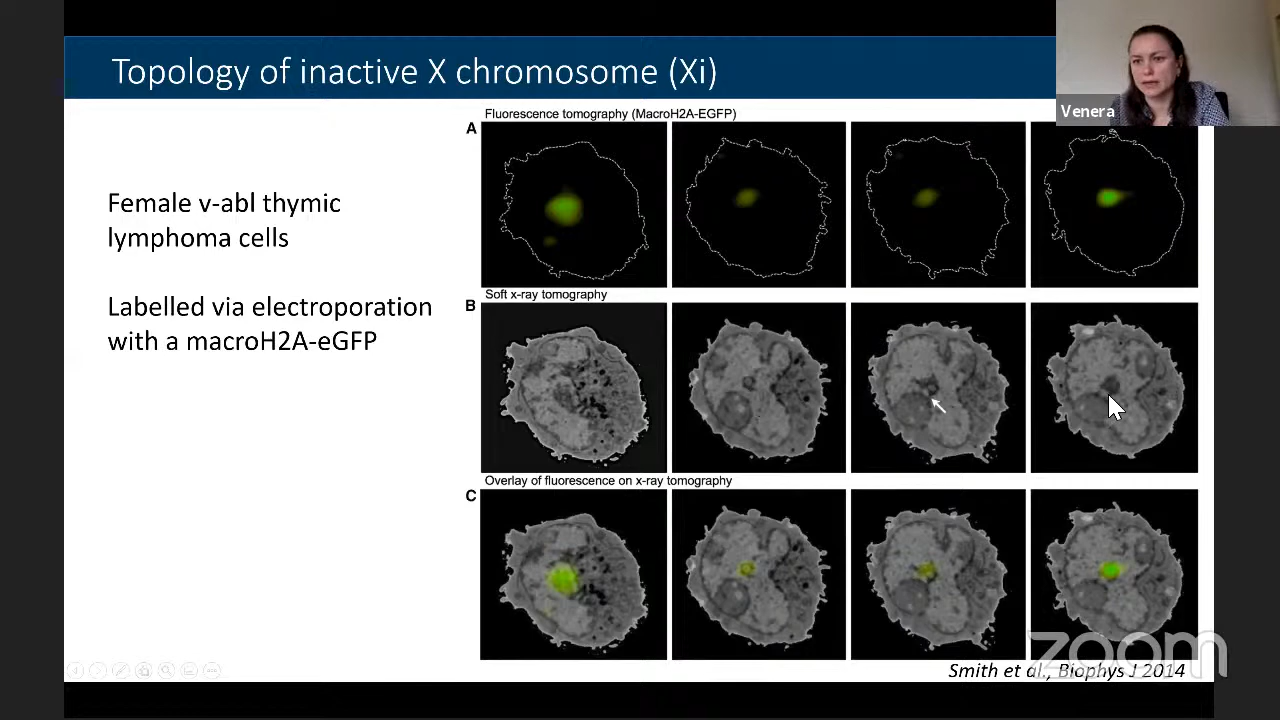 Topology of inactive X chromosome (Xi)
Venera
Female v-abl thymic
lymphoma cells
Labelled via electroporation
with a macroH2A-eGFP
A
Fluorescence tomography (MacroH2A-EGFP)
B
Soft x-ray tomography
C
Overlay of fluorescence on x-ray tomography
zoom
Smith et al., Biophys J 2014